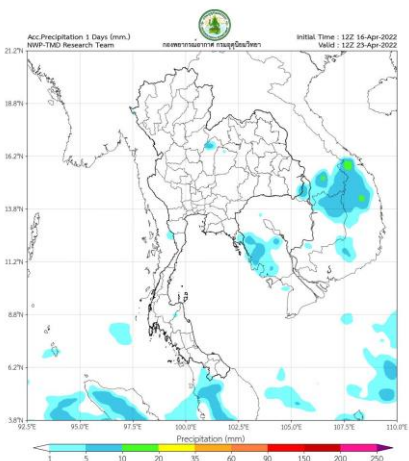 Acc.Precipitation 1 Days (mm.)
NWP-TMD Research Team
กองพยากรณ์อากาศ กรมอุตุนิยมวิทยา
Initial Time : 12Z 16-Apr-2022
Valid : 12Z 23-Apr-2022
21.2°N
18.8°N
16.2°N
13.8°N
11.2°N
8.8°N
6.2°N
3.8°N
92.5°E 95.0°E 97.5°E 100.0°E 102.5°E 105.0°E 107.5°E 110.0°E
Precipitation (mm)
1 5 10 20 35 60 90 150 200 250